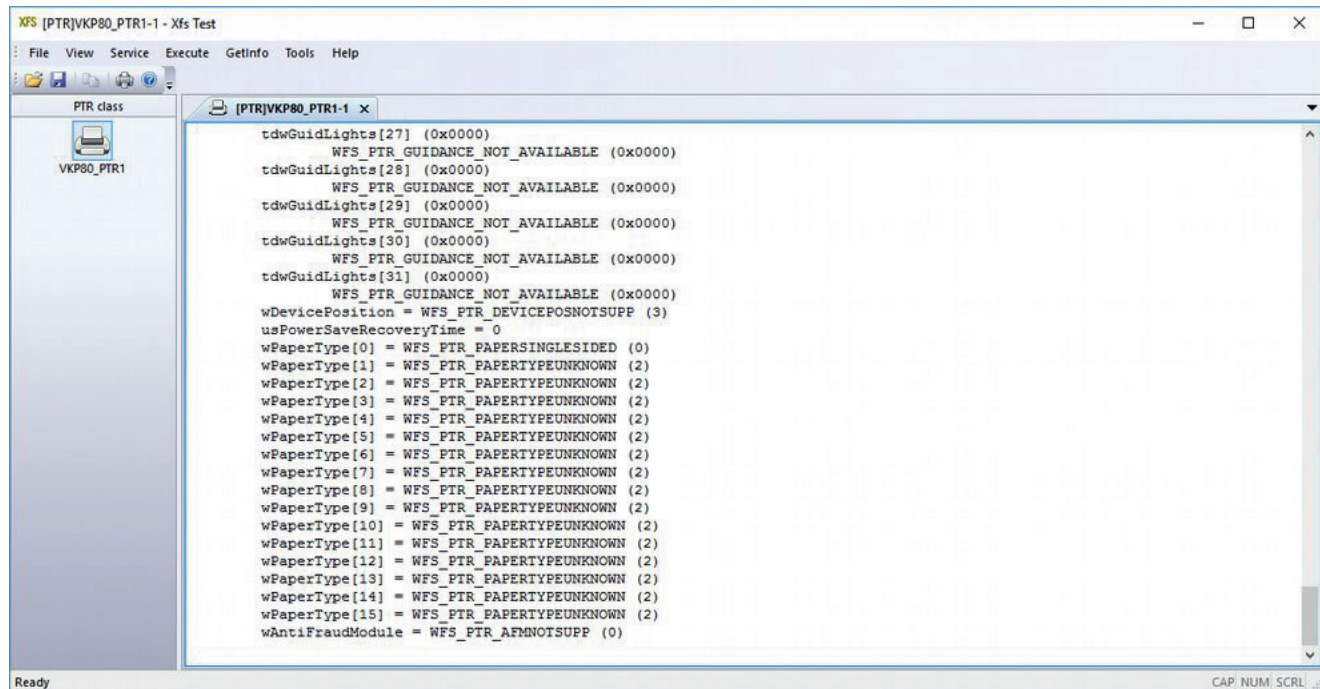 XFS [PTR]VKP80_PTR1-1 - Xfs Test
File View Service Execute GetInfo Tools Help
PTR class
[PTR]VKP80_PTR1-1 x
VKP80_PTR1
tdwGuidLights[27] (0x0000)
WFS_PTR_GUIDANCE_NOT_AVAILABLE (0x0000)
tdwGuidLights[28] (0x0000)
WFS_PTR_GUIDANCE_NOT_AVAILABLE (0x0000)
tdwGuidLights[29] (0x0000)
WFS_PTR_GUIDANCE_NOT_AVAILABLE (0x0000)
tdwGuidLights[30] (0x0000)
WFS_PTR_GUIDANCE_NOT_AVAILABLE (0x0000)
tdwGuidLights[31] (0x0000)
WFS_PTR_GUIDANCE_NOT_AVAILABLE (0x0000)
wDevicePosition = WFS_PTR_DEVICEPOSNOTSUPP (3)
usPowerSaveRecoveryTime = 0
wPaperType[0] = WFS_PTR_PAPERSINGLESIDED (0)
wPaperType[1] = WFS_PTR_PAPERTYPEUNKNOWN (2)
wPaperType[2] = WFS_PTR_PAPERTYPEUNKNOWN (2)
wPaperType[3] = WFS_PTR_PAPERTYPEUNKNOWN (2)
wPaperType[4] = WFS_PTR_PAPERTYPEUNKNOWN (2)
wPaperType[5] = WFS_PTR_PAPERTYPEUNKNOWN (2)
wPaperType[6] = WFS_PTR_PAPERTYPEUNKNOWN (2)
wPaperType[7] = WFS_PTR_PAPERTYPEUNKNOWN (2)
wPaperType[8] = WFS_PTR_PAPERTYPEUNKNOWN (2)
wPaperType[9] = WFS_PTR_PAPERTYPEUNKNOWN (2)
wPaperType[10] = WFS_PTR_PAPERTYPEUNKNOWN (2)
wPaperType[11] = WFS_PTR_PAPERTYPEUNKNOWN (2)
wPaperType[12] = WFS_PTR_PAPERTYPEUNKNOWN (2)
wPaperType[13] = WFS_PTR_PAPERTYPEUNKNOWN (2)
wPaperType[14] = WFS_PTR_PAPERTYPEUNKNOWN (2)
wPaperType[15] = WFS_PTR_PAPERTYPEUNKNOWN (2)
wAntiFraudModule = WFS_PTR_AFMNOTSUPP (0)
Ready
CAP NUM SCRL